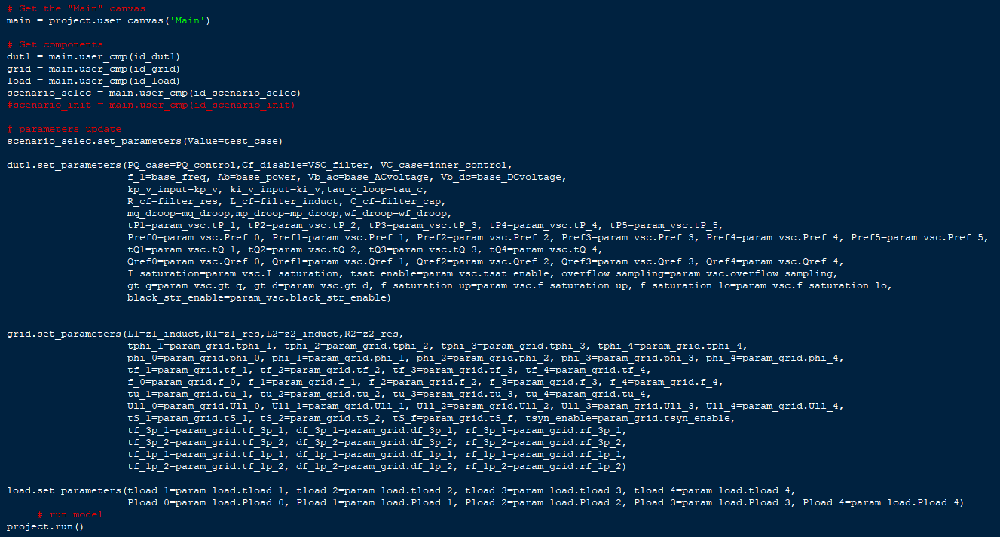 # Get the "Main" canvas
main = project.user_canvas('Main')
# Get components
dut1 = main.user_cmp(id_dut1)
grid = main.user_cmp(id_grid)
load = main.user_cmp(id_load)
scenario_selec = main.user_cmp(id_scenario_selec)
#scenario_init = main.user_cmp(id_scenario_init)
# parameters update
scenario_selec.set_parameters(Value=test_case)
dut1.set_parameters(PQ_case=PQ_control,Cf_disable=VSC_filter, VC_case=inner_control,
f_1=base_freq, Ab=base_power, Vb_ac=base_ACvoltage, Vb_dc=base_DCvoltage,
kp_v_input=kp_v, ki_v_input=ki_v,tau_c_loop=tau_c,
R_cf=filter_res, L_cf=filter_induct, C_cf=filter_cap,
mq_droop=mq_droop,mp_droop=mp_droop,wf_droop=wf_droop,
tP1=param_vsc.tP_1, tP2=param_vsc.tP_2, tP3=param_vsc.tP_3, tP4=param_vsc.tP_4, tP5=param_vsc.tP_5,
Pref0=param_vsc.Pref_0, Pref1=param_vsc.Pref_1, Pref2=param_vsc.Pref_2, Pref3=param_vsc.Pref_3, Pref4=param_vsc.Pref_4, Pref5=param_vsc.Pref_5,
tQ1=param_vsc.tQ_1, tQ2=param_vsc.tQ_2, tQ3=param_vsc.tQ_3, tQ4=param_vsc.tQ_4,
Qref0=param_vsc.Qref_0, Qref1=param_vsc.Qref_1, Qref2=param_vsc.Qref_2, Qref3=param_vsc.Qref_3, Qref4=param_vsc.Qref_4,
I_saturation=param_vsc.I_saturation, tsat_enable=param_vsc.tsat_enable, overflow_sampling=param_vsc.overflow_sampling,
gt_q=param_vsc.gt_q, gt_d=param_vsc.gt_d, f_saturation_up=param_vsc.f_saturation_up, f_saturation_lo=param_vsc.f_saturation_lo,
black_str_enable=param_vsc.black_str_enable)
grid.set_parameters(L1=z1_induct,R1=z1_res,L2=z2_induct,R2=z2_res,
tphi_1=param_grid.tphi_1, tphi_2=param_grid.tphi_2, tphi_3=param_grid.tphi_3, tphi_4=param_grid.tphi_4,
phi_0=param_grid.phi_0, phi_1=param_grid.phi_1, phi_2=param_grid.phi_2, phi_3=param_grid.phi_3, phi_4=param_grid.phi_4,
tf_1=param_grid.tf_1, tf_2=param_grid.tf_2, tf_3=param_grid.tf_3, tf_4=param_grid.tf_4,
f_0=param_grid.f_0, f_1=param_grid.f_1, f_2=param_grid.f_2, f_3=param_grid.f_3, f_4=param_grid.f_4,
tu_1=param_grid.tu_1, tu_2=param_grid.tu_2, tu_3=param_grid.tu_3, tu_4=param_grid.tu_4,
Ull_0=param_grid.Ull_0, Ull_1=param_grid.Ull_1, Ull_2=param_grid.Ull_2, Ull_3=param_grid.Ull_3, Ull_4=param_grid.Ull_4,
tS_1=param_grid.tS_1, tS_2=param_grid.tS_2, tS_f=param_grid.tS_f, tsyn_enable=param_grid.tsyn_enable,
tf_3p_1=param_grid.tf_3p_1, df_3p_1=param_grid.df_3p_1, rf_3p_1=param_grid.rf_3p_1,
tf_3p_2=param_grid.tf_3p_2, df_3p_2=param_grid.df_3p_2, rf_3p_2=param_grid.rf_3p_2,
tf_1p_1=param_grid.tf_1p_1, df_1p_1=param_grid.df_1p_1, rf_1p_1=param_grid.rf_1p_1,
tf_1p_2=param_grid.tf_1p_2, df_1p_2=param_grid.df_1p_2, rf_1p_2=param_grid.rf_1p_2)
load.set_parameters(tload_1=param_load.tload_1, tload_2=param_load.tload_2, tload_3=param_load.tload_3, tload_4=param_load.tload_4,
Pload_0=param_load.Pload_0, Pload_1=param_load.Pload_1, Pload_2=param_load.Pload_2, Pload_3=param_load.Pload_3, Pload_4=param_load.Pload_4)
# run model
project.run()